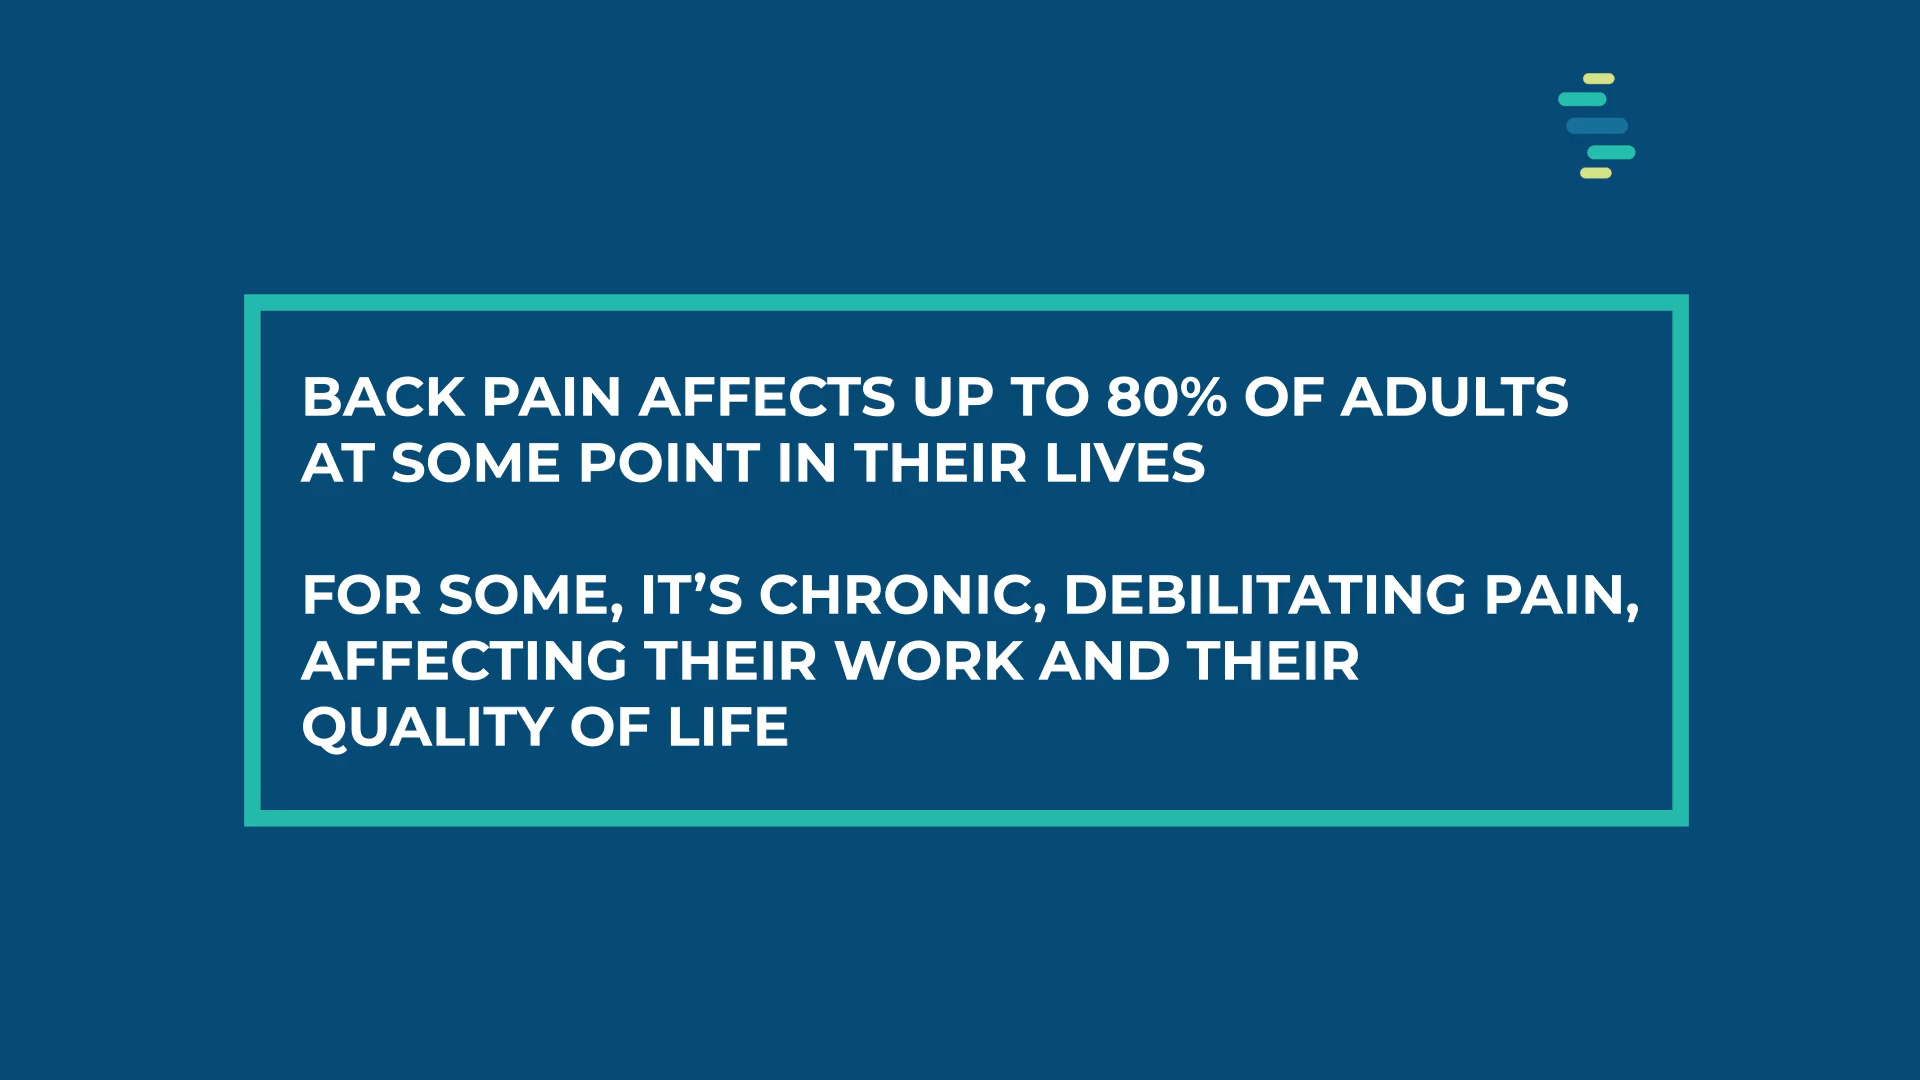 BACK PAIN AFFECTS UP TO 80% OF ADULTS
AT SOME POINT IN THEIR LIVES
FOR SOME, IT’S CHRONIC, DEBILITATING PAIN,
AFFECTING THEIR WORK AND THEIR
QUALITY OF LIFE